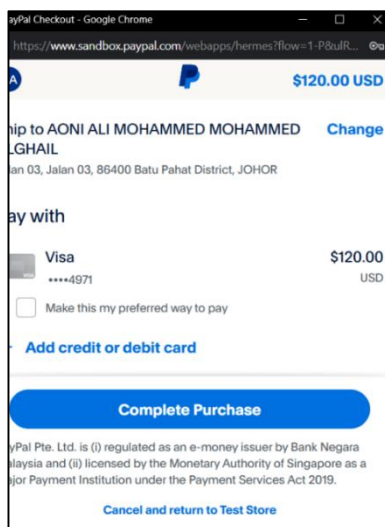 ayPal Checkout - Google Chrome
https://www.sandbox.paypal.com/webapps/hermes?flow=1-P&ulR...
A
$120.00 USD
hip to AONI ALI MOHAMMED MOHAMMED Change
LGHAIL
lan 03, Jalan 03, 86400 Batu Pahat District, JOHOR
ay with
Visa $120.00
••••4971 USD
Make this my preferred way to pay
Add credit or debit card
Complete Purchase
yPal Pte. Ltd. is (i) regulated as an e-money issuer by Bank Negara
alaysia and (ii) licensed by the Monetary Authority of Singapore as a
ajor Payment Institution under the Payment Services Act 2019.
Cancel and return to Test Store